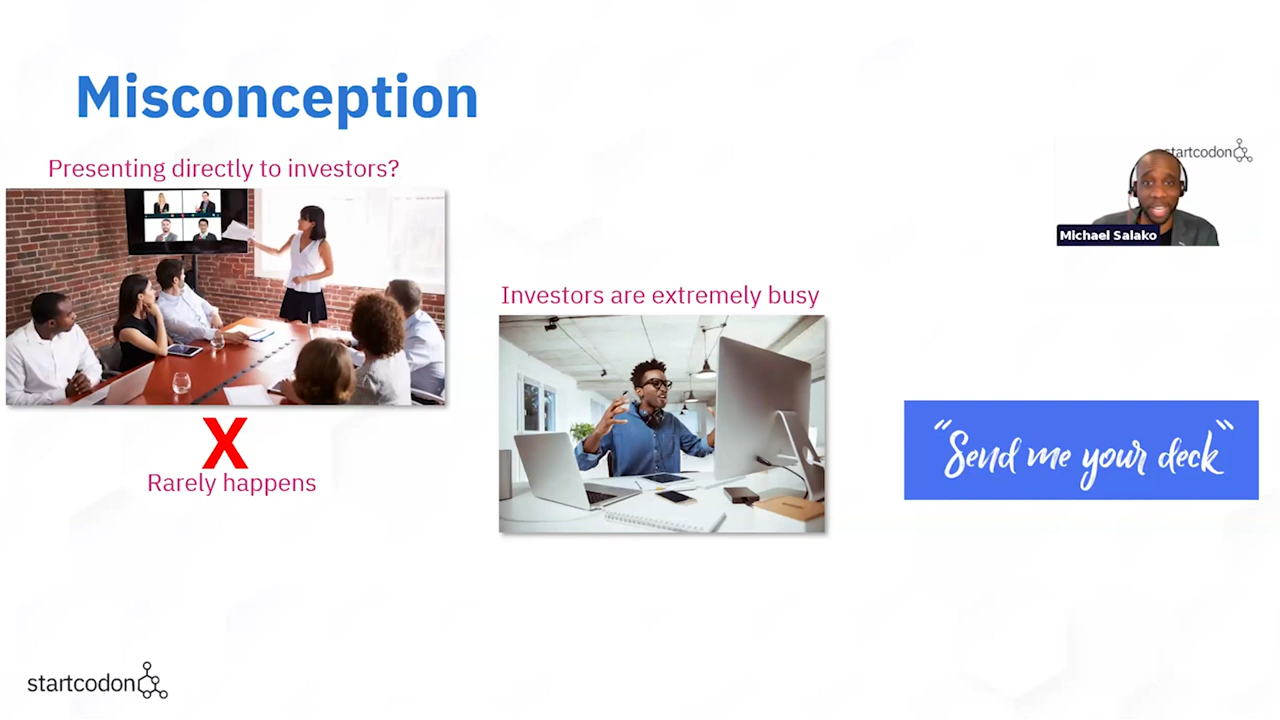 Misconception
Presenting directly to investors?
startcodon
Michael Salako
Investors are extremely busy
"Send me your deck"
X
Rarely happens
startcodon